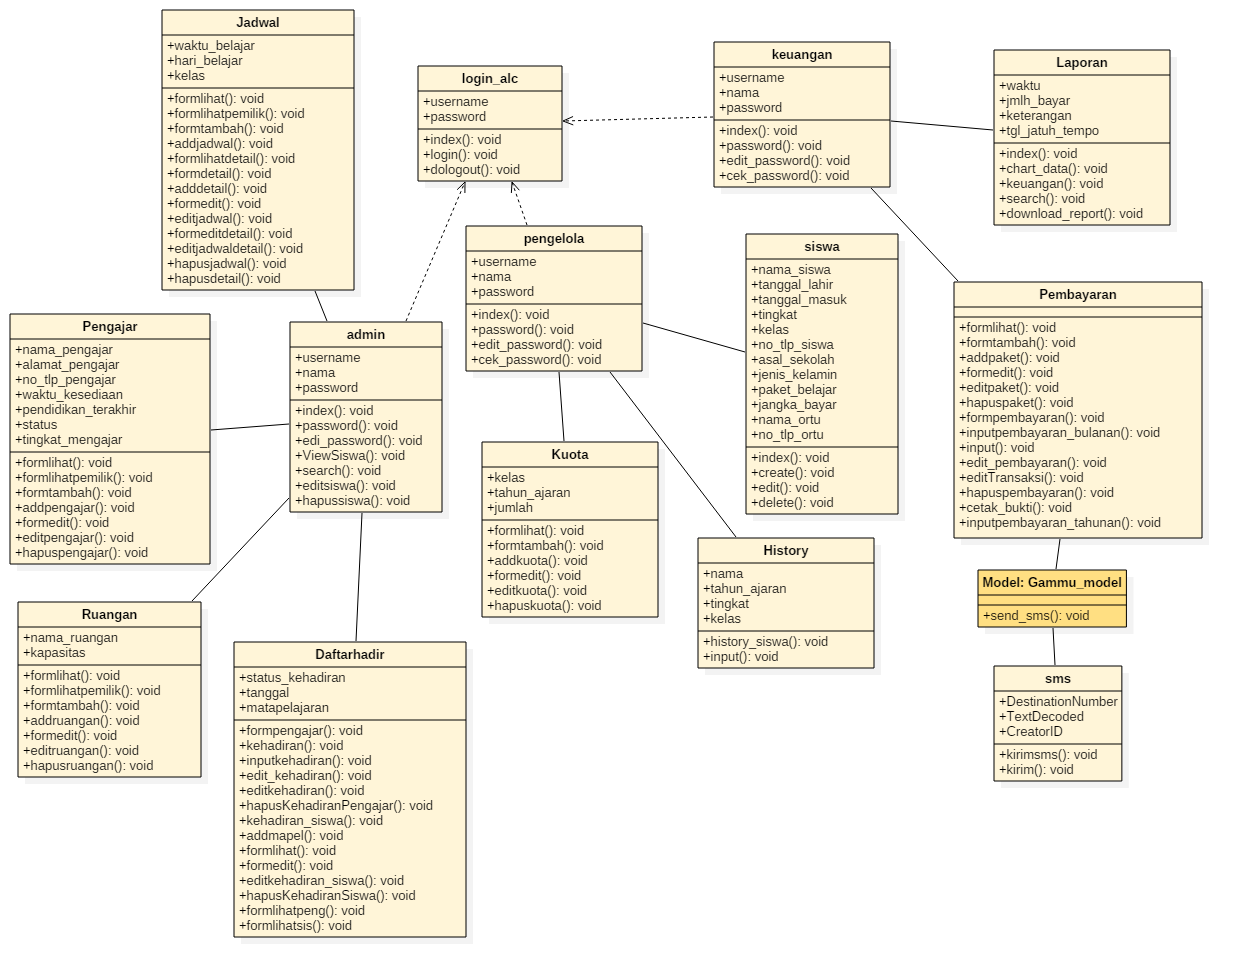 Jadwal
+waktu_belajar
+hari_belajar
+kelas
+formlihat(): void
+formlihatpemilik(): void
+formtambah(): void
+addjadwal(): void
+formlihatdetail(): void
+formdetail(): void
+adddetail(): void
+formedit(): void
+editjadwal(): void
+formeditdetail(): void
+editjadwaldetail(): void
+hapusjadwal(): void
+hapusdetail(): void
login_alc
+username
+password
+index(): void
+login(): void
+dologout(): void
keuangan
+username
+nama
+password
+index(): void
+password(): void
+edit_password(): void
+cek_password(): void
Laporan
+waktu
+jmlh_bayar
+keterangan
+tgl_jatuh_tempo
+index(): void
+chart_data(): void
+keuangan(): void
+search(): void
+download_report(): void
Pengajar
+nama_pengajar
+alamat_pengajar
+no_tlp_pengajar
+waktu_kesediaan
+pendidikan_terakhir
+status
+tingkat_mengajar
+formlihat(): void
+formlihatpemilik(): void
+formtambah(): void
+addpengajar(): void
+formedit(): void
+editpengajar(): void
+hapuspengajar(): void
admin
+username
+nama
+password
+index(): void
+password(): void
+edi_password(): void
+ViewSiswa(): void
+search(): void
+editsiswa(): void
+hapussiswa(): void
pengelola
+username
+nama
+password
+index(): void
+password(): void
+edit_password(): void
+cek_password(): void
siswa
+nama_siswa
+tanggal_lahir
+tanggal_masuk
+tingkat
+kelas
+no_tlp_siswa
+asal_sekolah
+jenis_kelamin
+paket_belajar
+jangka_bayar
+nama_ortu
+no_tlp_ortu
+index(): void
+create(): void
+edit(): void
+delete(): void
Pembayaran
+formlihat(): void
+formtambah(): void
+addpaket(): void
+formedit(): void
+editpaket(): void
+hapuspaket(): void
+formpembayaran(): void
+inputpembayaran_bulanan(): void
+input(): void
+edit_pembayaran(): void
+editTransaksi(): void
+hapuspembayaran(): void
+cetak_bukti(): void
+inputpembayaran_tahunan(): void
Kuota
+kelas
+tahun_ajaran
+jumlah
+formlihat(): void
+formtambah(): void
+addkuota(): void
+formedit(): void
+editkuota(): void
+hapuskuota(): void
History
+nama
+tahun_ajaran
+tingkat
+kelas
+history_siswa(): void
+input(): void
Model: Gammu_model
+send_sms(): void
sms
+DestinationNumber
+TextDecoded
+CreatorID
+kirimsms(): void
+kirim(): void
Ruangan
+nama_ruangan
+kapasitas
+formlihat(): void
+formlihatpemilik(): void
+formtambah(): void
+addruangan(): void
+formedit(): void
+editruangan(): void
+hapusruangan(): void
Daftarhadir
+status_kehadiran
+tanggal
+matapelajaran
+formpengajar(): void
+kehadiran(): void
+inputkehadiran(): void
+edit_kehadiran(): void
+editkehadiran(): void
+hapusKehadiranPengajar(): void
+kehadiran_siswa(): void
+addmapel(): void
+formlihat(): void
+formedit(): void
+editkehadiran_siswa(): void
+hapusKehadiranSiswa(): void
+formlihatpeng(): void
+formlihatsis(): void